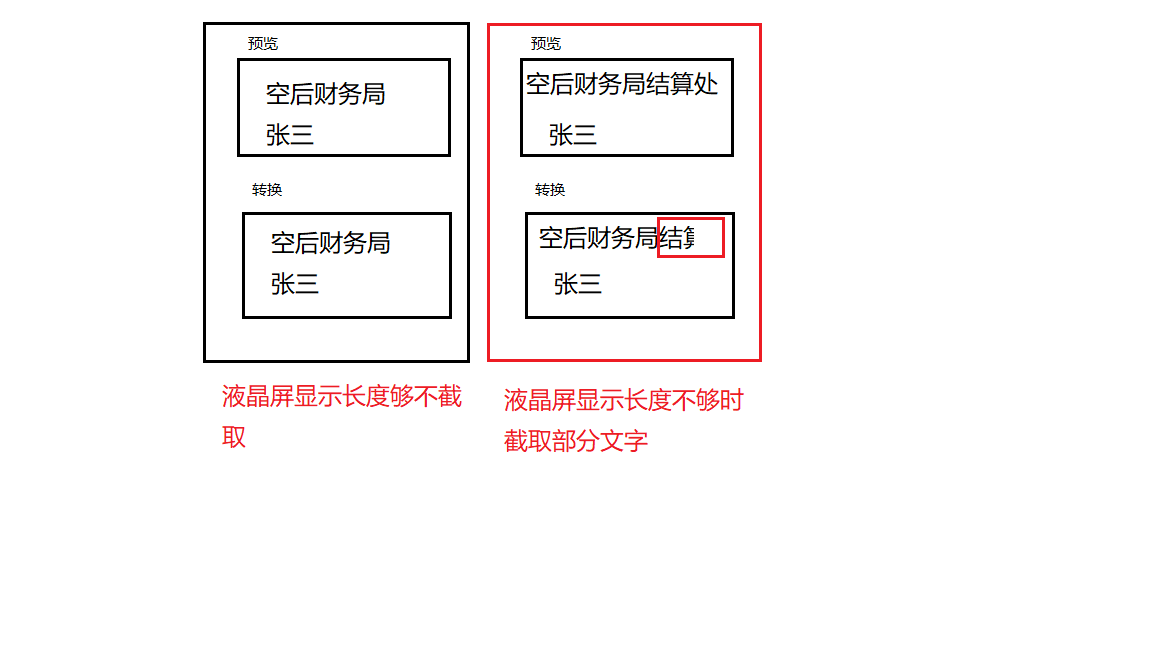 预览
空后财务局
张三
转换
空后财务局
张三
液晶屏显示长度够不截
取
预览
空后财务局结算处
张三
转换
空后财务局结算
张三
液晶屏显示长度不够时
截取部分文字